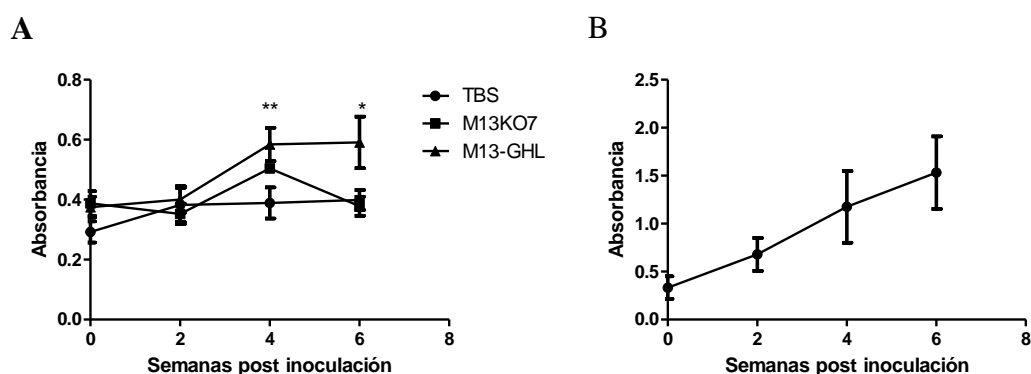 A
Absorbancia
0.8
0.6
0.4
0.2
0.0
**
*
0
2
4
6
8
Semanas post inoculación
TBS
M13KO7
M13-GHL
B
Absorbancia
2.5
2.0
1.5
1.0
0.5
0.0
0
2
4
6
8
Semanas post inoculación